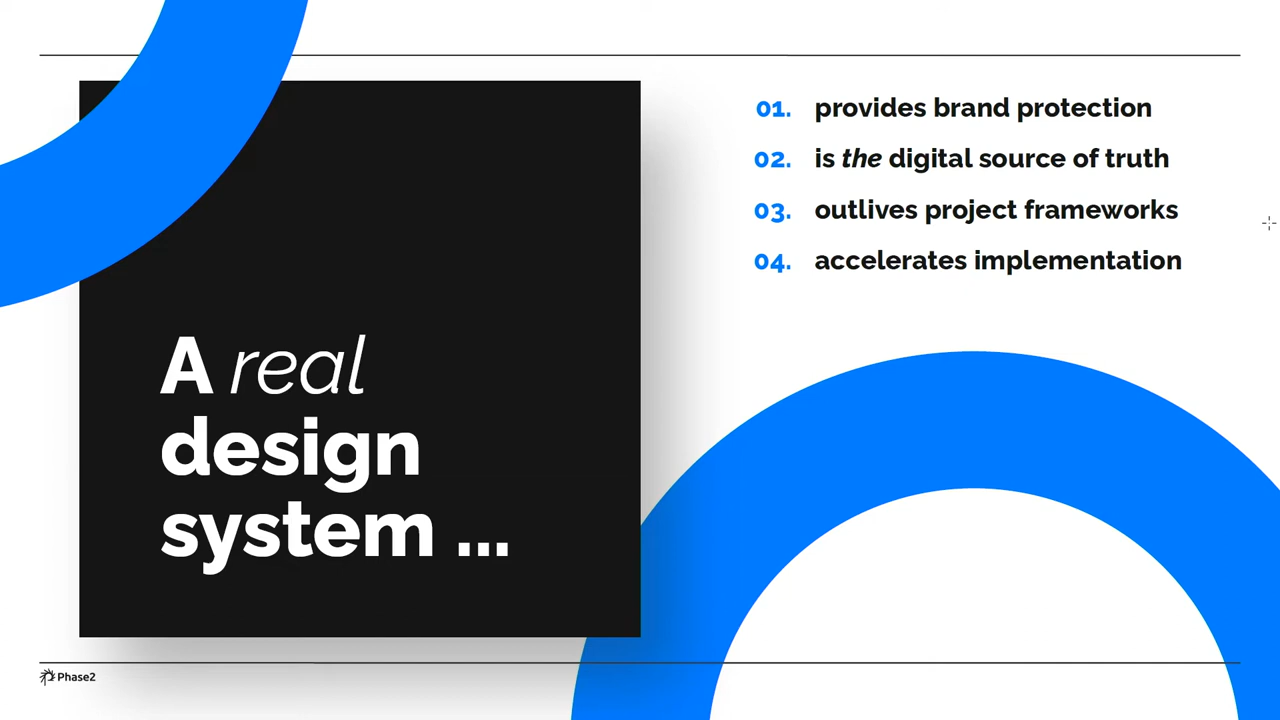 A real
design
system ...
01. provides brand protection
02. is the digital source of truth
03. outlives project frameworks
04. accelerates implementation
Phase2